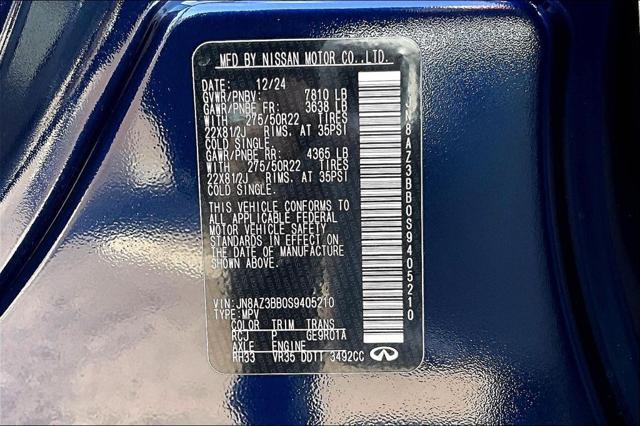 MFD BY NISSAN MOTOR CO.,LTD.
DATE: 12/24
GVWR/PNBV: 7810 LB
GAWR/PNBE FR: 3638 LB
WITH 275/50R22 TIRES
22X81/2J RIMS. AT 35PSI
COLD SINGLE.
GAWR/PNBE RR: 4365 LB
WITH 275/50R22 TIRES
22X81/2J RIMS. AT 35PSI
COLD SINGLE.
THIS VEHICLE CONFORMS TO
ALL APPLICABLE FEDERAL
MOTOR VEHICLE SAFETY
STANDARDS IN EFFECT ON
THE DATE OF MANUFACTURE
SHOWN ABOVE.
VIN: JN8AZ3BB0S9405210
TYPE: MPV
COLOR TRIM TRANS
RCJ P GE9R01A
AXLE ENGINE
RH33 VR35 DDTT 3492CC
JN8AZ3BB0S9405210